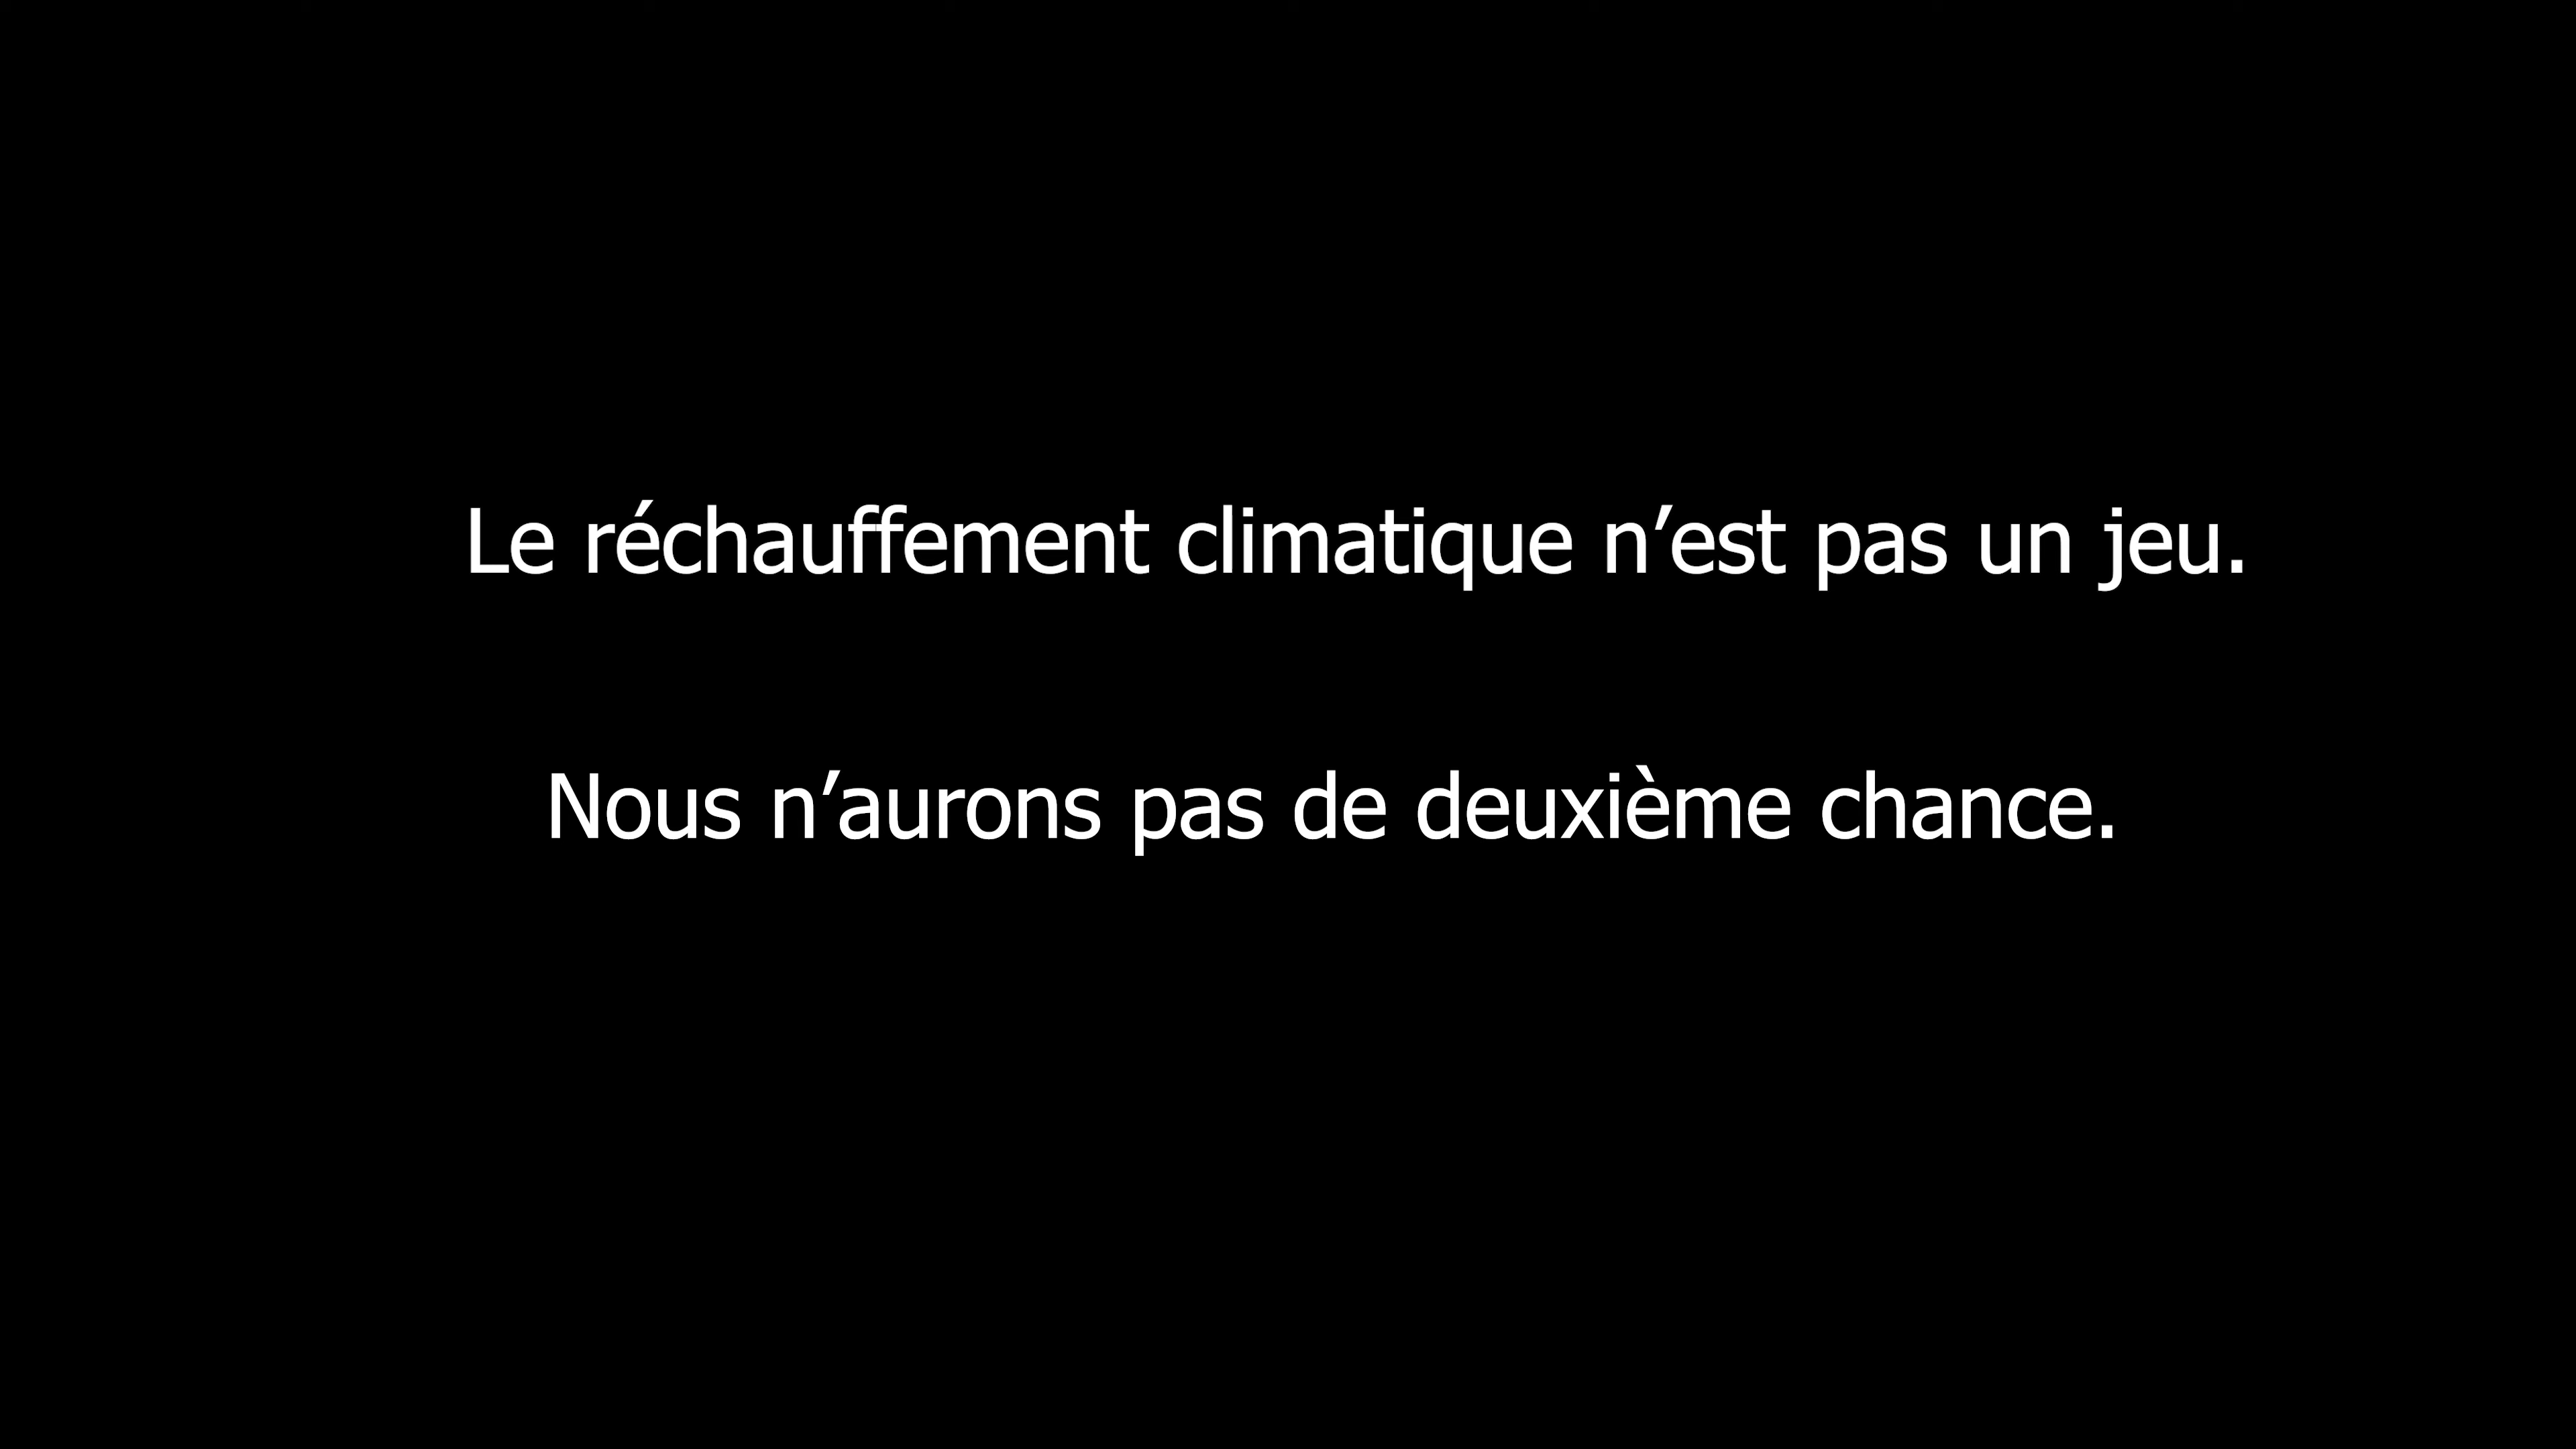 Le réchauffement climatique n’est pas un jeu.
Nous n’aurons pas de deuxième chance.